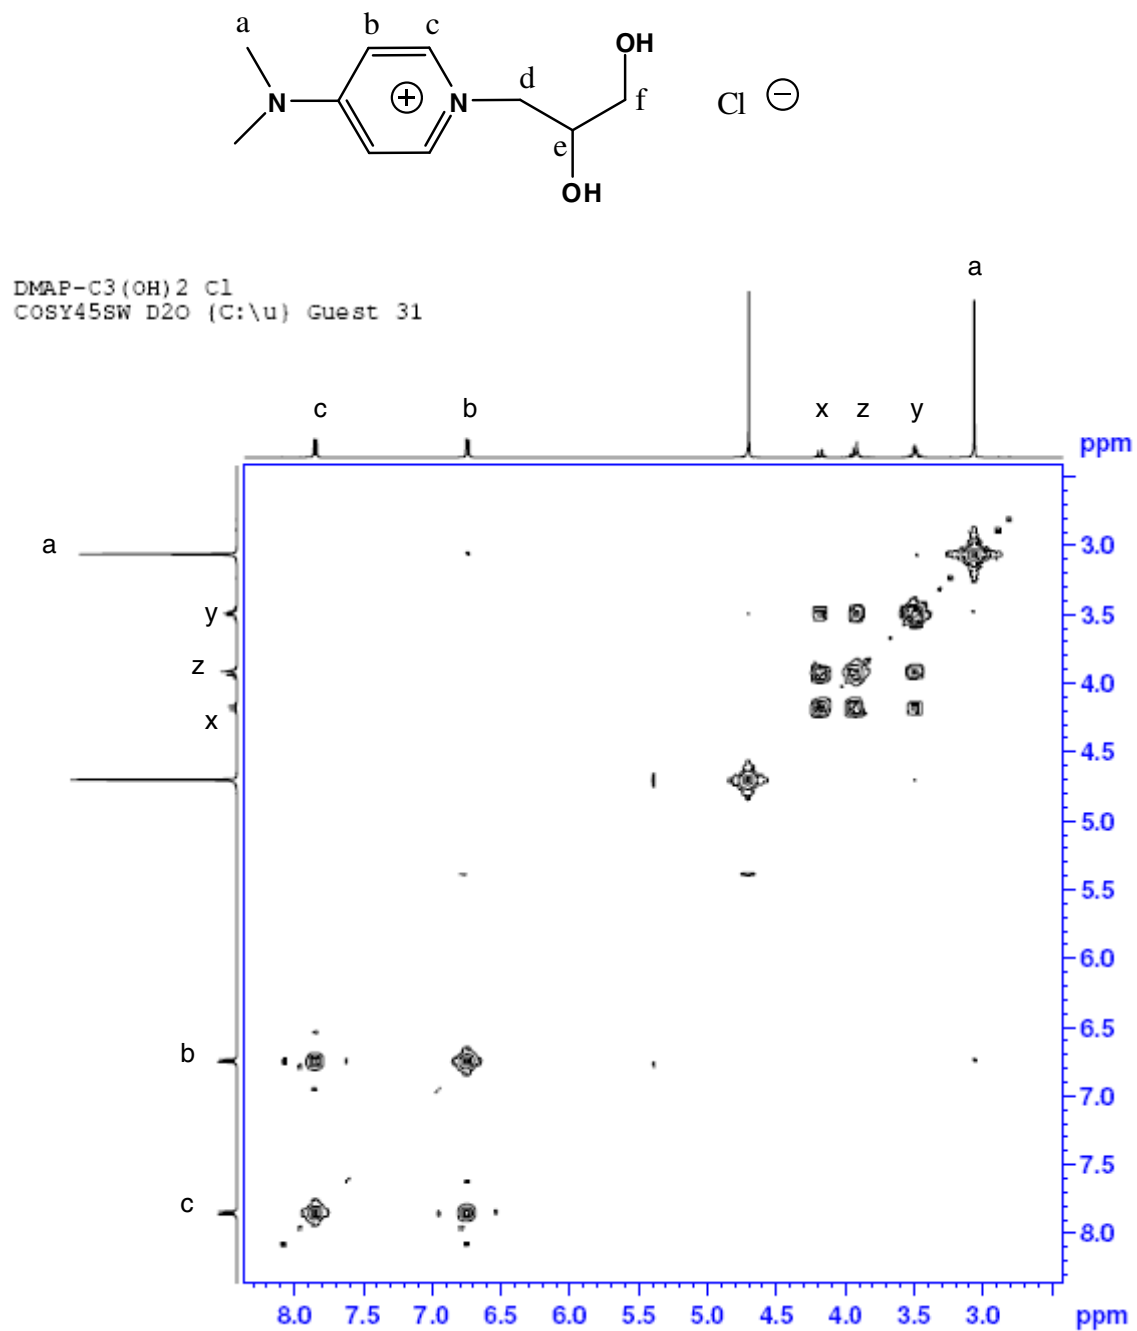 a b c
OH
d
N N f Cl
e
OH
DMAP-C3(OH)2 Cl
COSY45SW D2O {C:\u} Guest 31
a
c b x z y
ppm
a 3.0
y 3.5
z 4.0
x
4.5
5.0
5.5
6.0
6.5
b
7.0
7.5
c
8.0
8.0 7.5 7.0 6.5 6.0 5.5 5.0 4.5 4.0 3.5 3.0 ppm